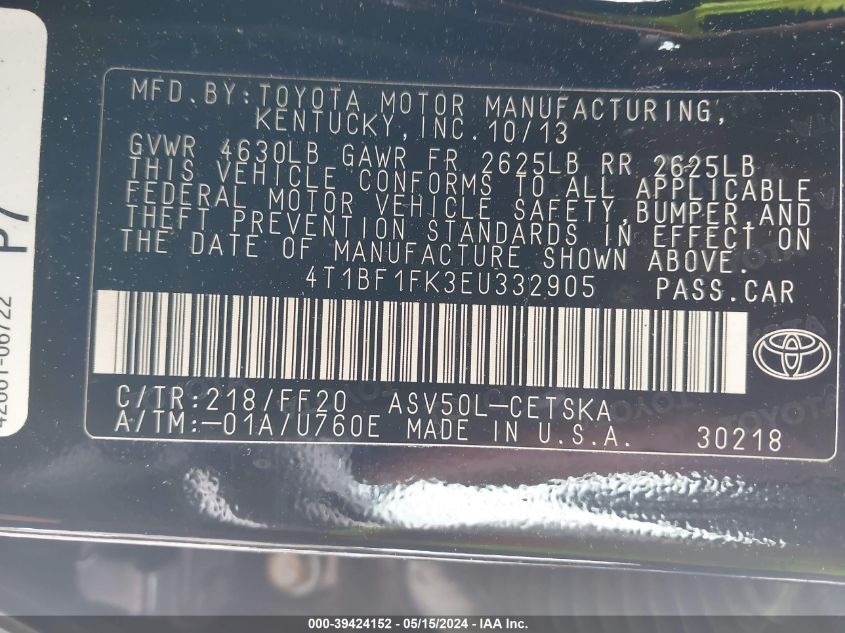 MFD.BY:TOYOTA MOTOR MANUFACTURING,
KENTUCKY,INC.10/13
GVWR 4630LB GAWR FR 2625LB RR 2625LB
THIS VEHICLE CONFORMS TO ALL APPLICABLE
FEDERAL MOTOR VEHICLE SAFETY,BUMPER,AND
THEFT PREVENTION STANDARDS IN EFFECT ON
THE DATE OF MANUFACTURE SHOWN ABOVE.
4T1BF1FK3EU332905 PASS.CAR
C/TR:218/FF20 ASV50L-CETSKA
A/TM:-01A/U760E MADE IN U.S.A. 30218
P7
42661-06722
000-39424152 - 05/15/2024 - IAA Inc.